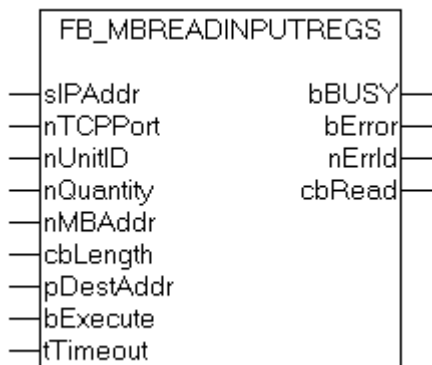 FB_MBREADINPUTREGS
sIPAddr bBUSY
nTCPPort bError
nUnitID nErrId
nQuantity cbRead
nMBAddr
cbLength
pDestAddr
bExecute
tTimeout